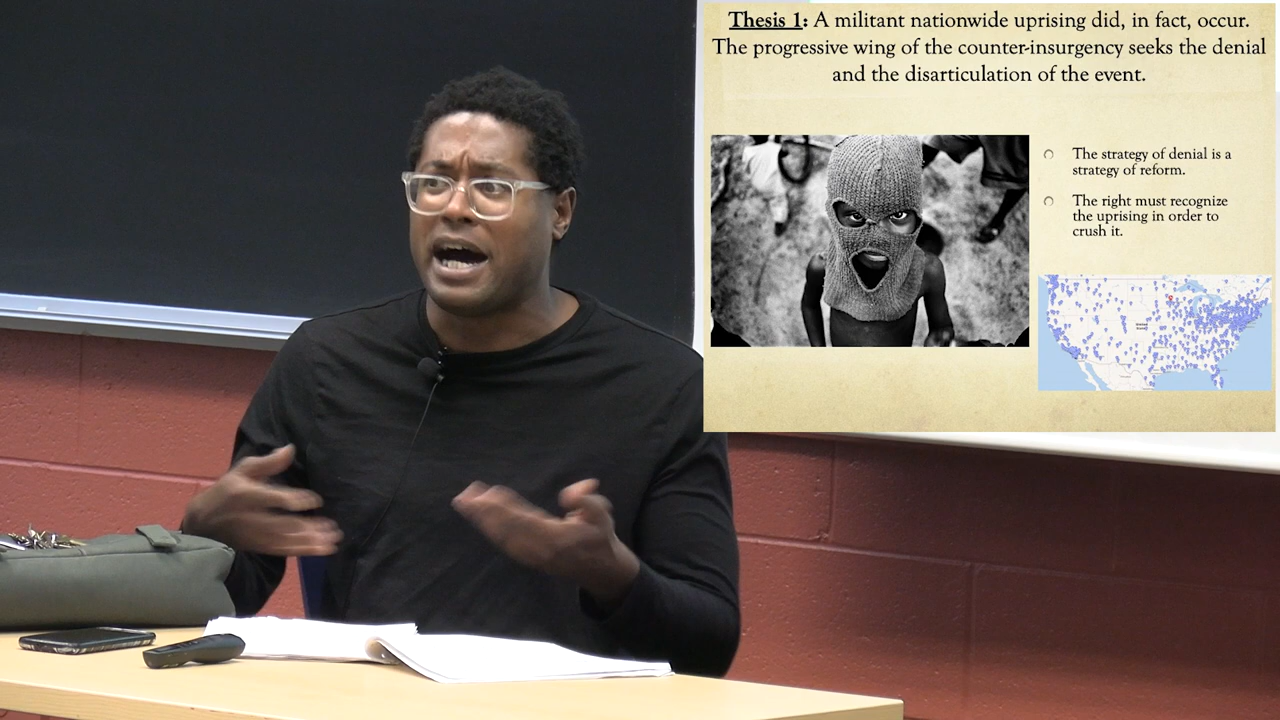 Thesis 1: A militant nationwide uprising did, in fact, occur.
The progressive wing of the counter-insurgency seeks the denial
and the disarticulation of the event.
The strategy of denial is a
strategy of reform.
The right must recognize
the uprising in order to
crush it.